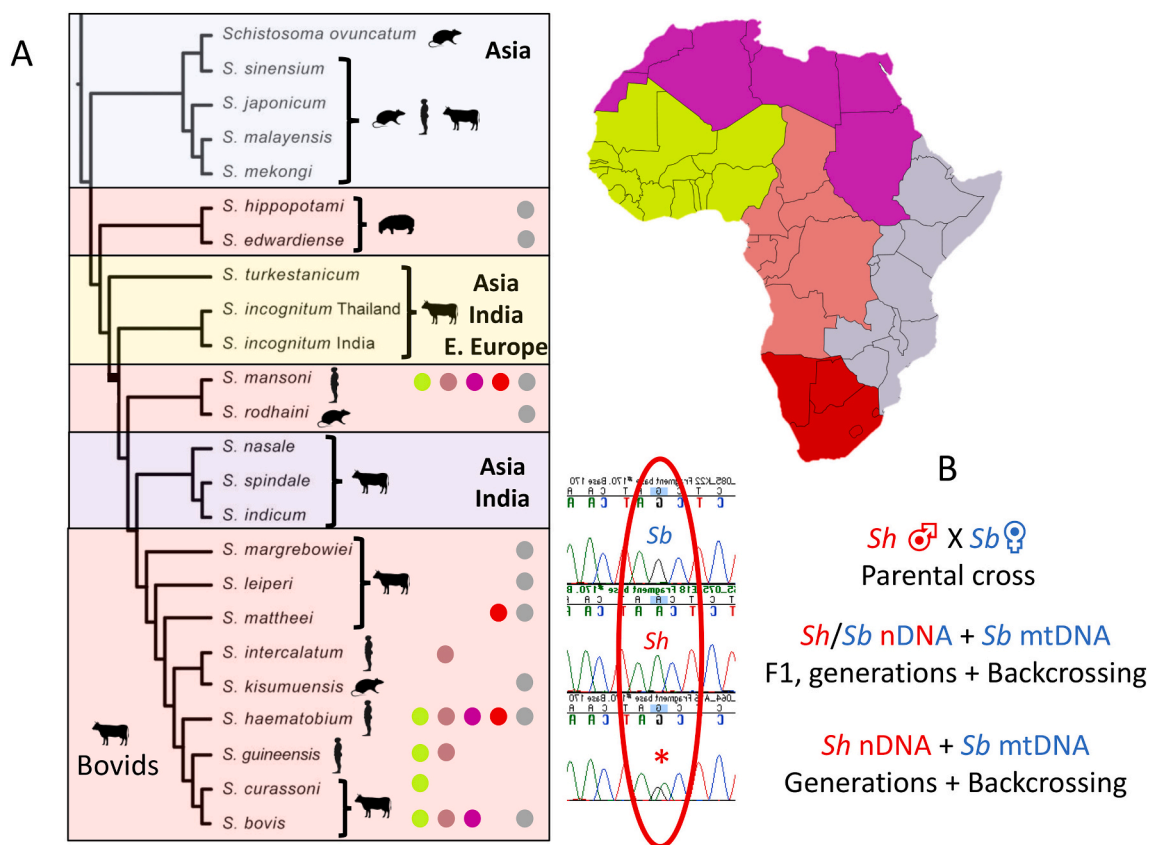 A
Schistosoma ovuncatum
Asia
S. sinensium
S. japonicum
S. malayensis
S. mekongi
S. hippopotami
S. edwardiense
S. turkestanicum
S. incognitum Thailand
S. incognitum India
Asia
India
E. Europe
S. mansoni
S. rodhaini
S. nasale
S. spindale
S. indicum
Asia
India
S. margrebowiei
S. leiperi
S. mattheei
S. intercalatum
S. kisumuensis
S. haematobium
S. guineensis
S. curassoni
S. bovis
Bovids
Sb
Sh
*
B
Sh ♂ X Sb ♀
Parental cross
Sh/Sb nDNA + Sb mtDNA
F1, generations + Backcrossing
Sh nDNA + Sb mtDNA
Generations + Backcrossing